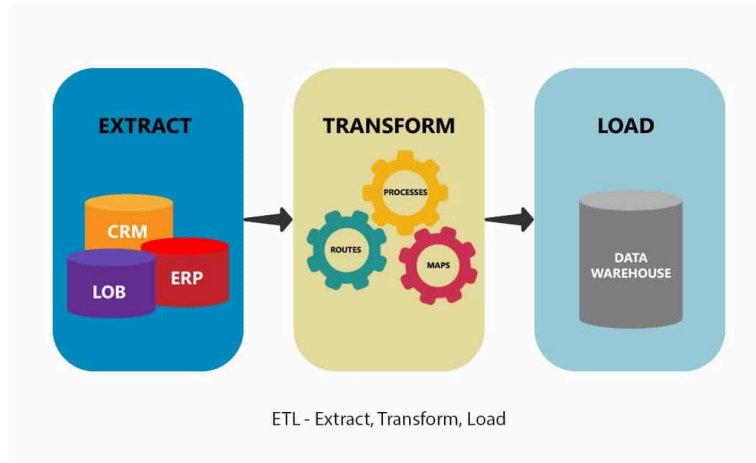 EXTRACT
CRM
LOB
ERP
TRANSFORM
PROCESSES
ROUTES
MAPS
LOAD
DATA
WAREHOUSE
ETL - Extract, Transform, Load